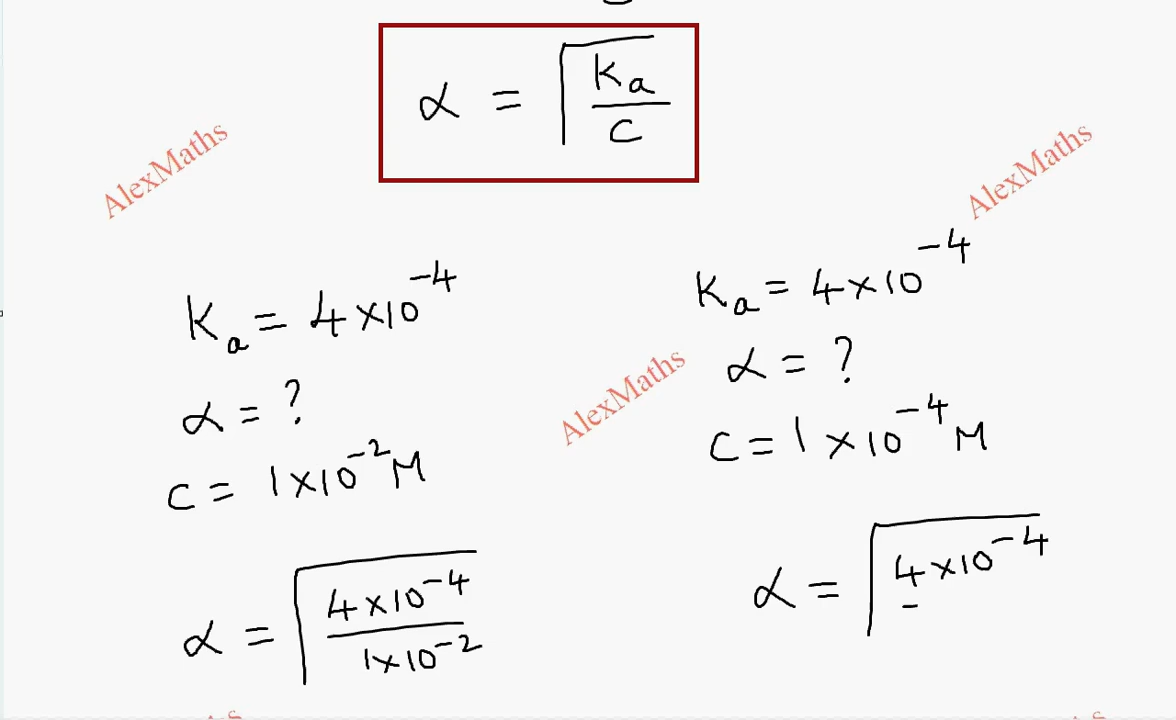 α = √(Ka/C)
AlexMaths
AlexMaths
Ka = 4×10⁻⁴
α = ?
C = 1×10⁻² M
α = √(4×10⁻⁴/1×10⁻²)
AlexMaths
Ka = 4×10⁻⁴
α = ?
C = 1×10⁻⁴ M
α = √4×10⁻⁴